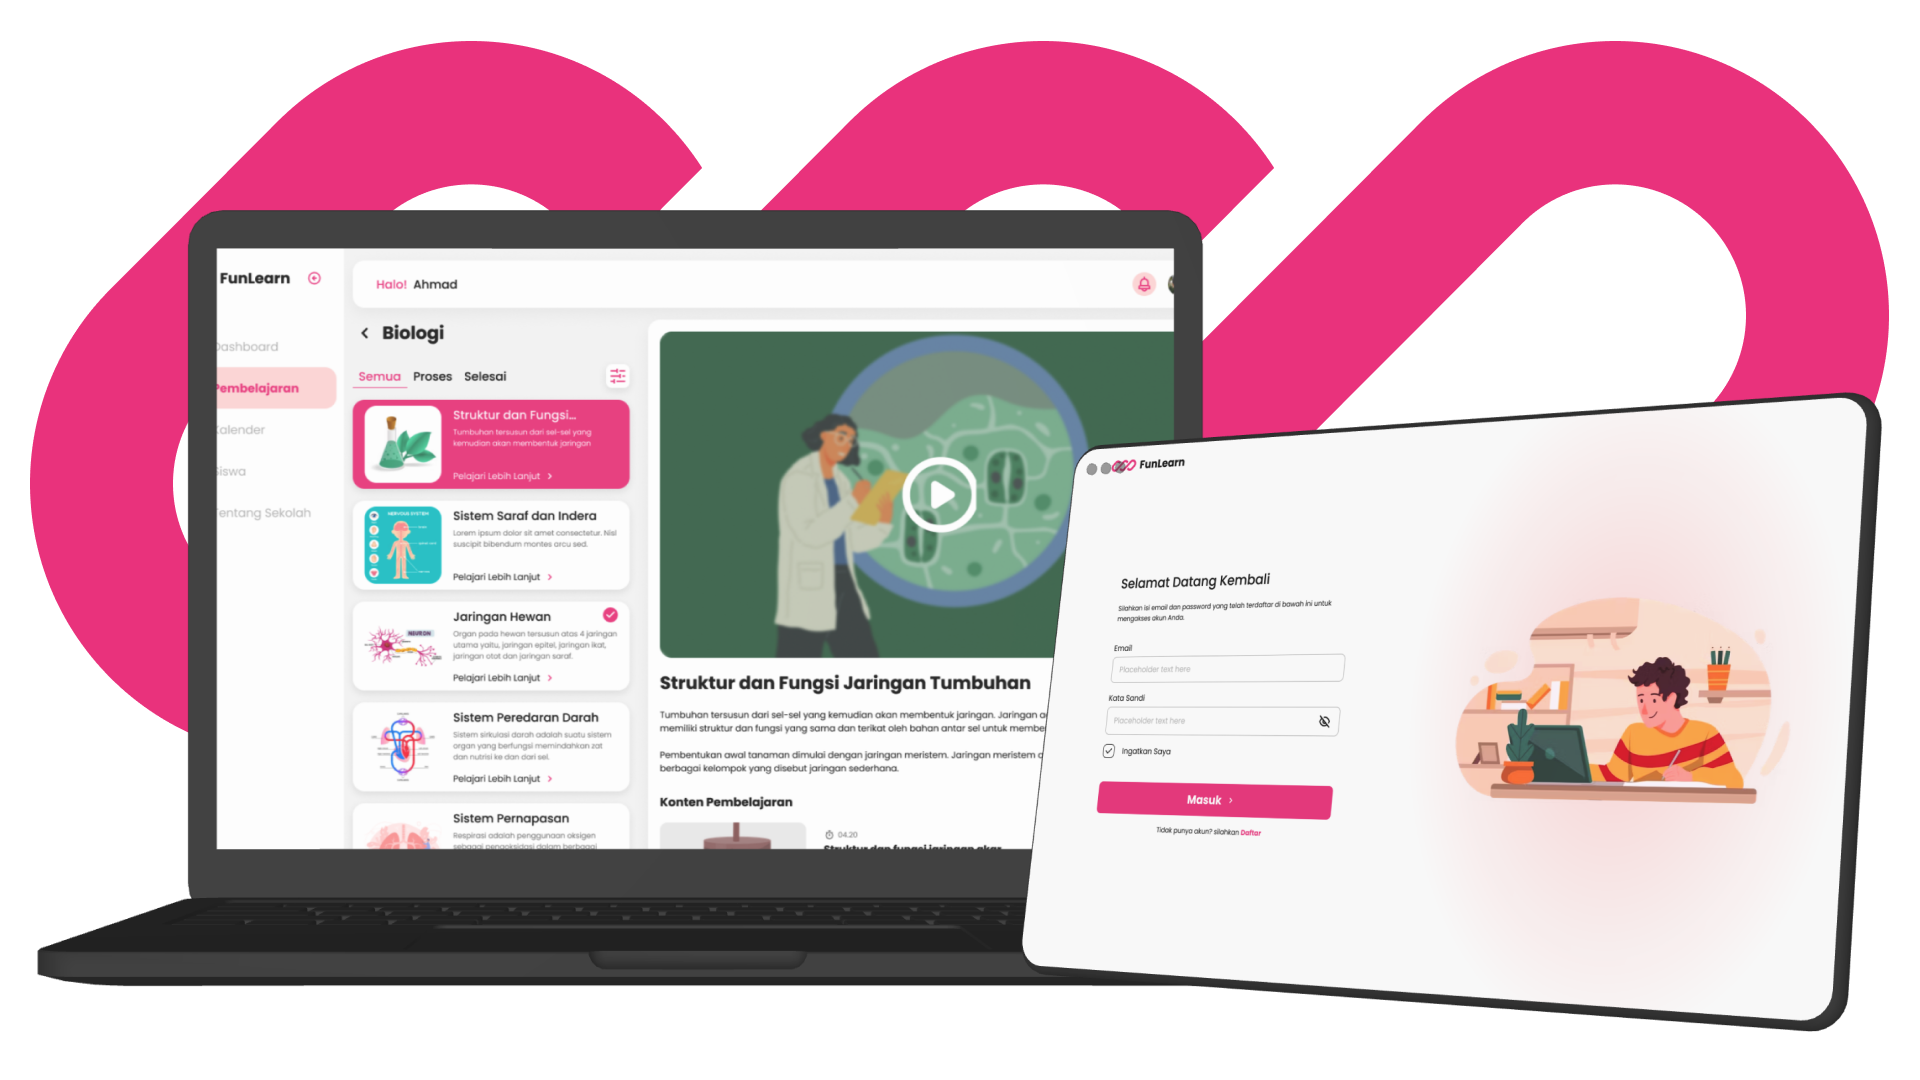 FunLearn
Dashboard
Pembelajaran
Kalender
Siswa
Tentang Sekolah
Halo! Ahmad
Biologi
Semua Proses Selesai
Struktur dan Fungsi...
Tumbuhan tersusun dari sel-sel yang
kemudian akan membentuk jaringan
Pelajari Lebih Lanjut
NERVOUS SYSTEM
Sistem Saraf dan Indera
Lorem ipsum dolor sit amet consectetur. Nisl
suscipit bibendum montes arcu sed.
Pelajari Lebih Lanjut
NEURON
Jaringan Hewan
Organ pada hewan tersusun atas 4 jaringan
utama yaitu, jaringan epitel, jaringan ikat,
jaringan otot dan jaringan saraf.
Pelajari Lebih Lanjut
Sistem Peredaran Darah
Sistem sirkulasi darah adalah suatu sistem
organ yang berfungsi memindahkan zat
dan nutrisi ke dan dari sel.
Pelajari Lebih Lanjut
Sistem Pernapasan
Respirasi adalah penggunaan oksigen
sebagai pengoksidasi dalam berbagai
Struktur dan Fungsi Jaringan Tumbuhan
Tumbuhan tersusun dari sel-sel yang kemudian akan membentuk jaringan. Jaringan
memiliki struktur dan fungsi yang sama dan terikat oleh bahan antar sel untuk
Pembentukan awal tanaman dimulai dengan jaringan meristem. Jaringan meristem
berbagai kelompok yang disebut jaringan sederhana.
Konten Pembelajaran
04.20
Struktur dan fungsi jaringan akar
FunLearn
Selamat Datang Kembali
Silahkan isi email dan password yang telah terdaftar di bawah ini untuk
mengakses akun Anda.
Email
Placeholder text here
Kata Sandi
Placeholder text here
Ingatkan Saya
Masuk
Tidak punya akun? silahkan Daftar